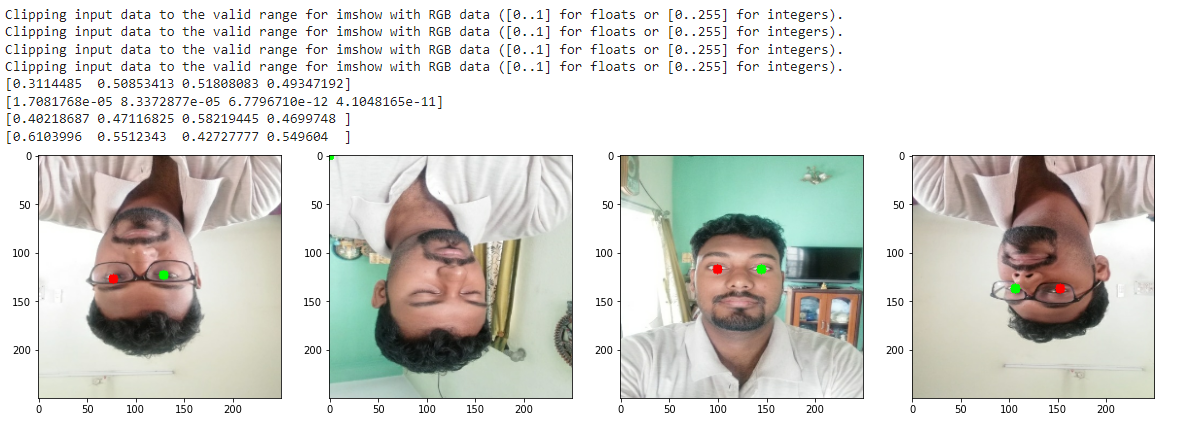 Clipping input data to the valid range for imshow with RGB data ([0..1] for floats or [0..255] for integers).
Clipping input data to the valid range for imshow with RGB data ([0..1] for floats or [0..255] for integers).
Clipping input data to the valid range for imshow with RGB data ([0..1] for floats or [0..255] for integers).
Clipping input data to the valid range for imshow with RGB data ([0..1] for floats or [0..255] for integers).
[0.3114485  0.50853413 0.51808083 0.49347192]
[1.7081768e-05 8.3372877e-05 6.7796710e-12 4.1048165e-11]
[0.40218687 0.47116825 0.58219445 0.4699748 ]
[0.6103996  0.5512343  0.42727777 0.549604  ]
0 0 0 0
50 50 50 50
100 100 100 100
150 150 150 150
200 200 200 200
0 50 100 150 200 0 50 100 150 200 0 50 100 150 200 0 50 100 150 200